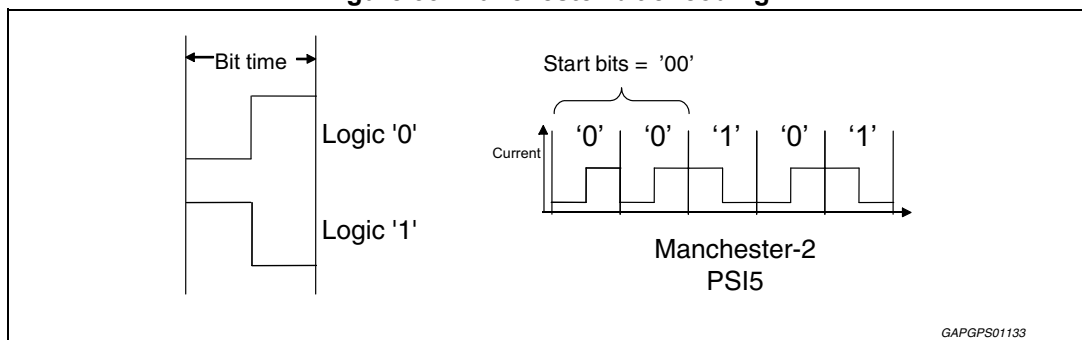 Bit time
Logic '0'
Logic '1'
Start bits = '00'
'0' '0' '1' '0' '1'
Current
Manchester-2
PSI5
GAPGPS01133